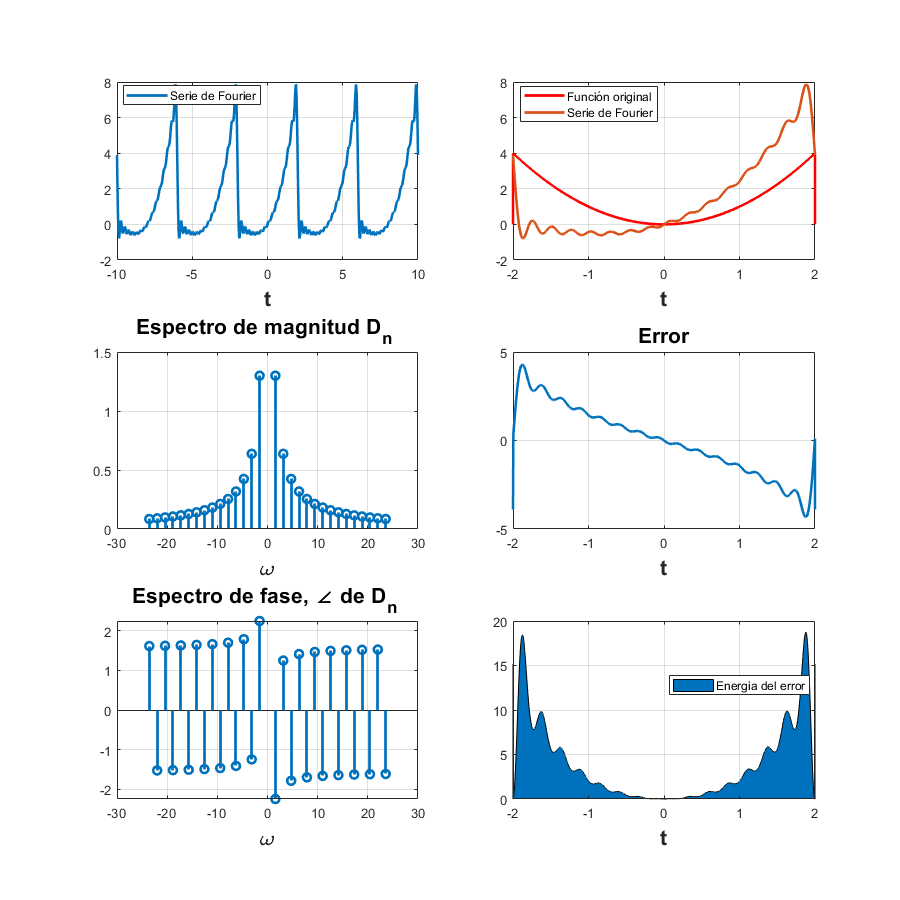 Serie de Fourier
8
6
4
2
0
-2
-10 -5 0 5 10
t
Función original
Serie de Fourier
8
6
4
2
0
-2
-2 -1 0 1 2
t
Espectro de magnitud Dn
1.5
1
0.5
0
-30 -20 -10 0 10 20 30
ω
Error
5
0
-5
-2 -1 0 1 2
t
Espectro de fase, ∠ de Dn
2
1
0
-1
-2
-30 -20 -10 0 10 20 30
ω
Energia del error
20
15
10
5
0
-2 -1 0 1 2
t